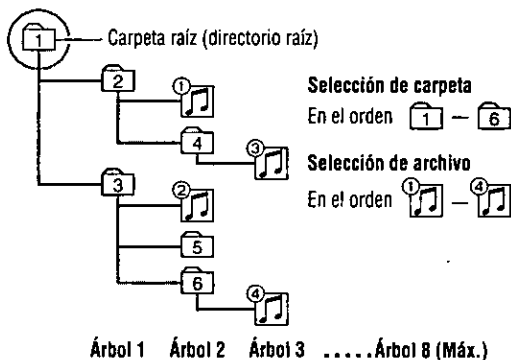 1 Carpeta raíz (directorio raíz)
2 ①
Selección de carpeta
En el orden 1 – 6
4 ③
Selección de archivo
3 ②
En el orden ① – ④
5
6 ④
Árbol 1 Árbol 2 Árbol 3 .....Árbol 8 (Máx.)